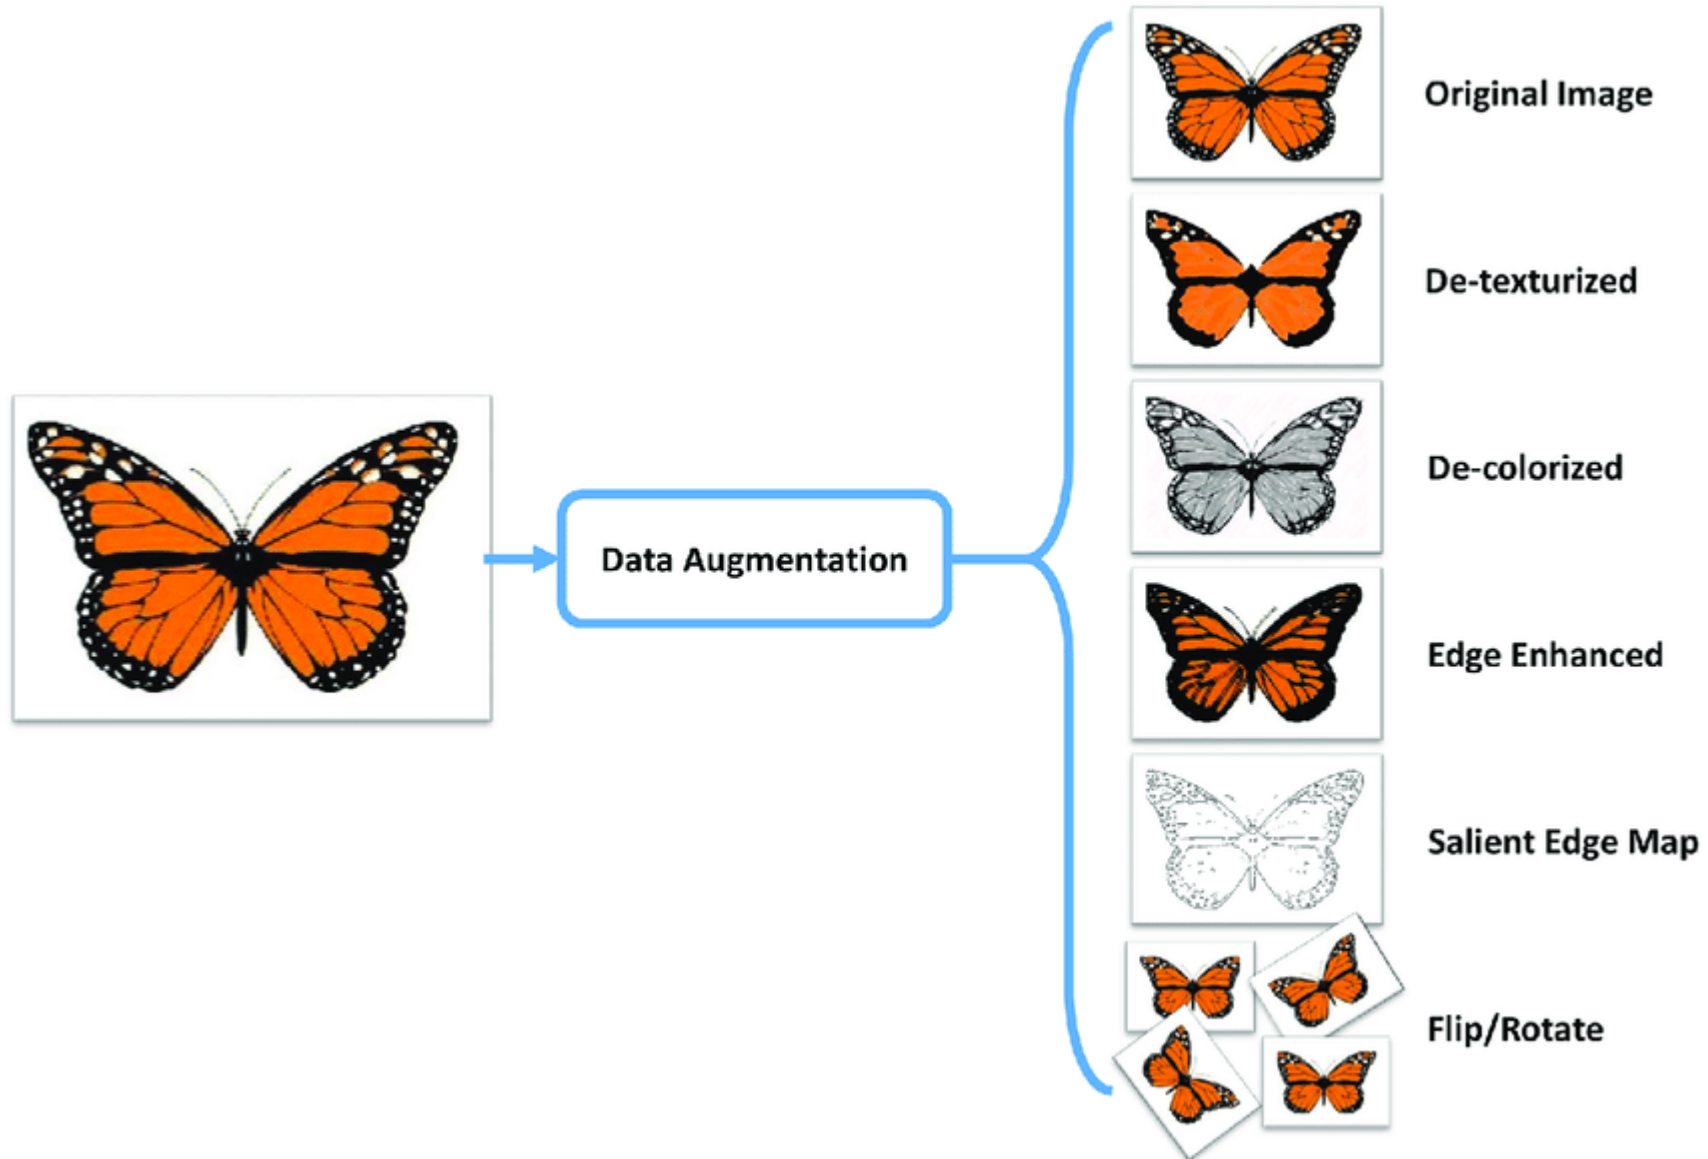 Original Image
De-texturized
De-colorized
Data Augmentation
Edge Enhanced
Salient Edge Map
Flip/Rotate